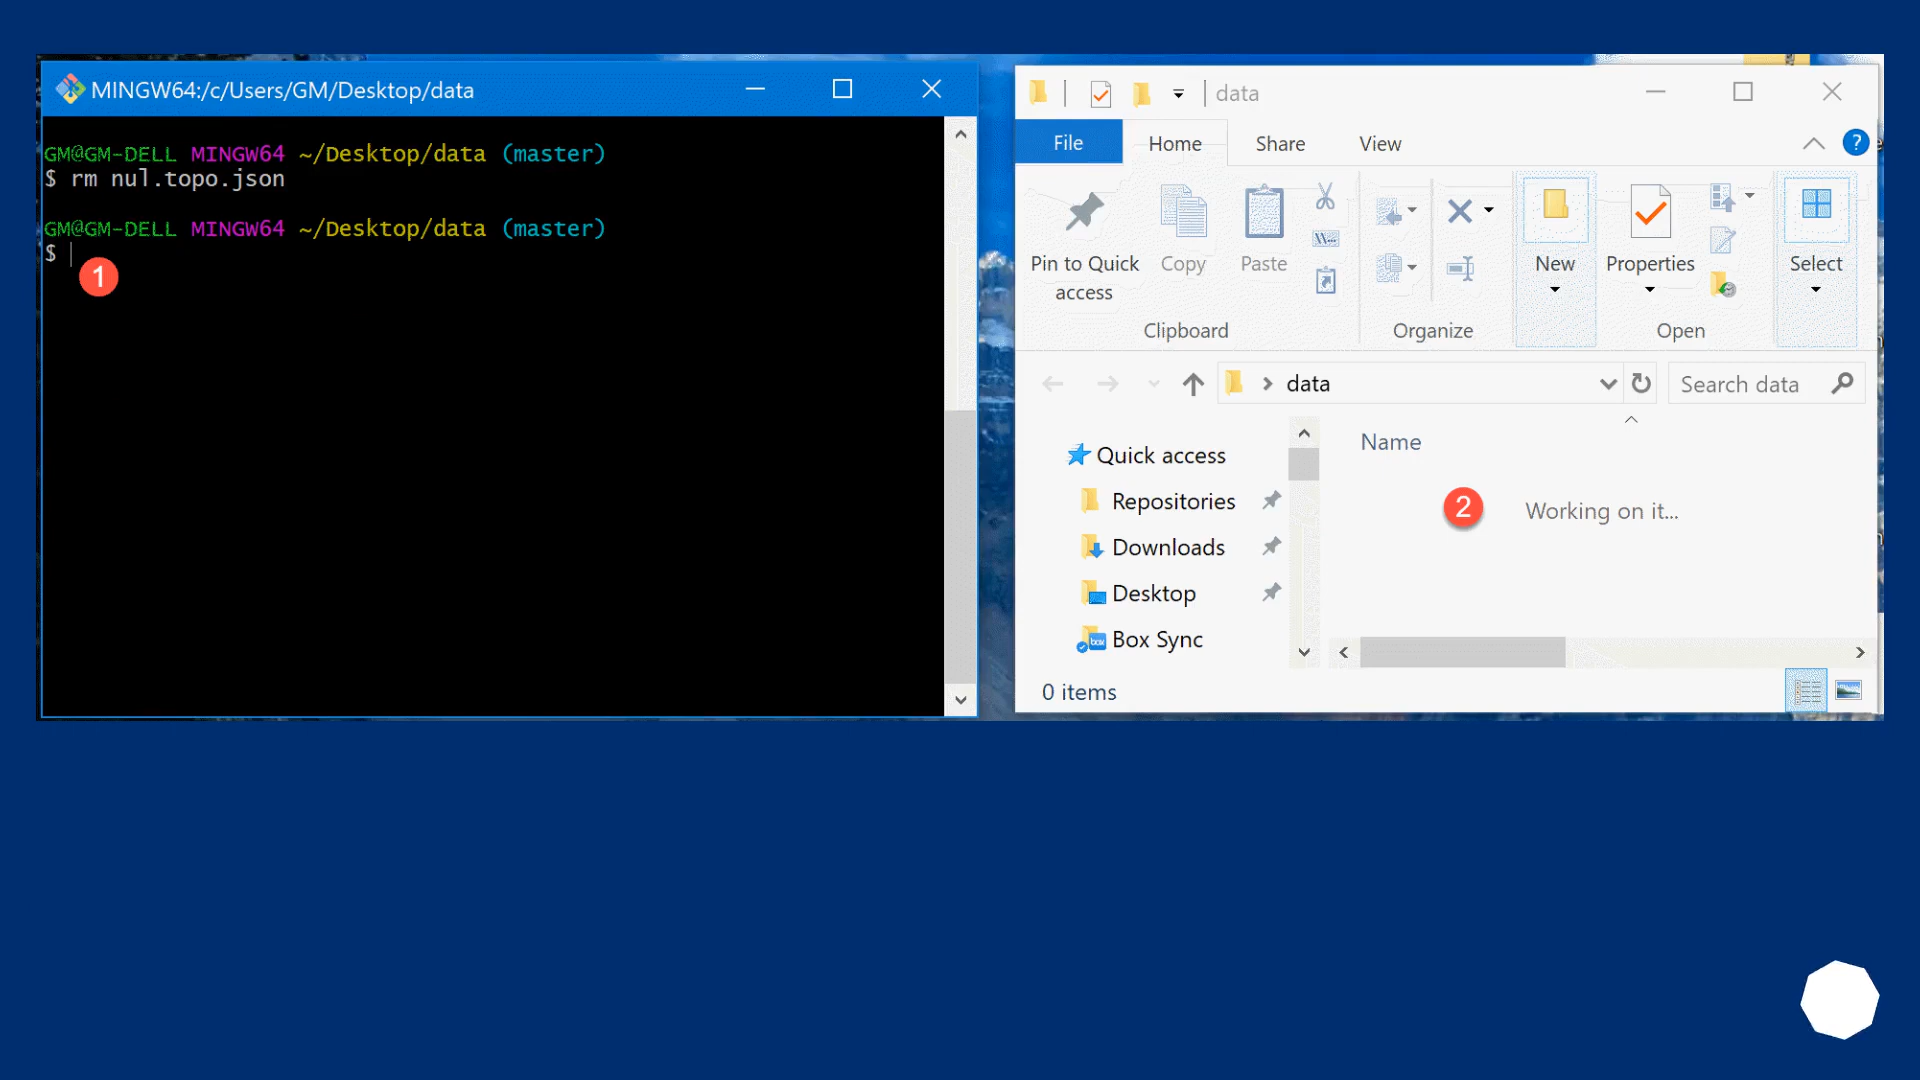 MINGW64:/c/Users/GM/Desktop/data
GM@GM-DELL MINGW64 ~/Desktop/data (master)
$ rm nul.topo.json
GM@GM-DELL MINGW64 ~/Desktop/data (master)
$
1
data
File Home Share View
?
Pin to Quick access
Copy
Paste
New
Properties
Select
Clipboard
Organize
Open
data
Search data
Name
Quick access
Repositories
Downloads
Desktop
box
Box Sync
2
Working on it...
0 items